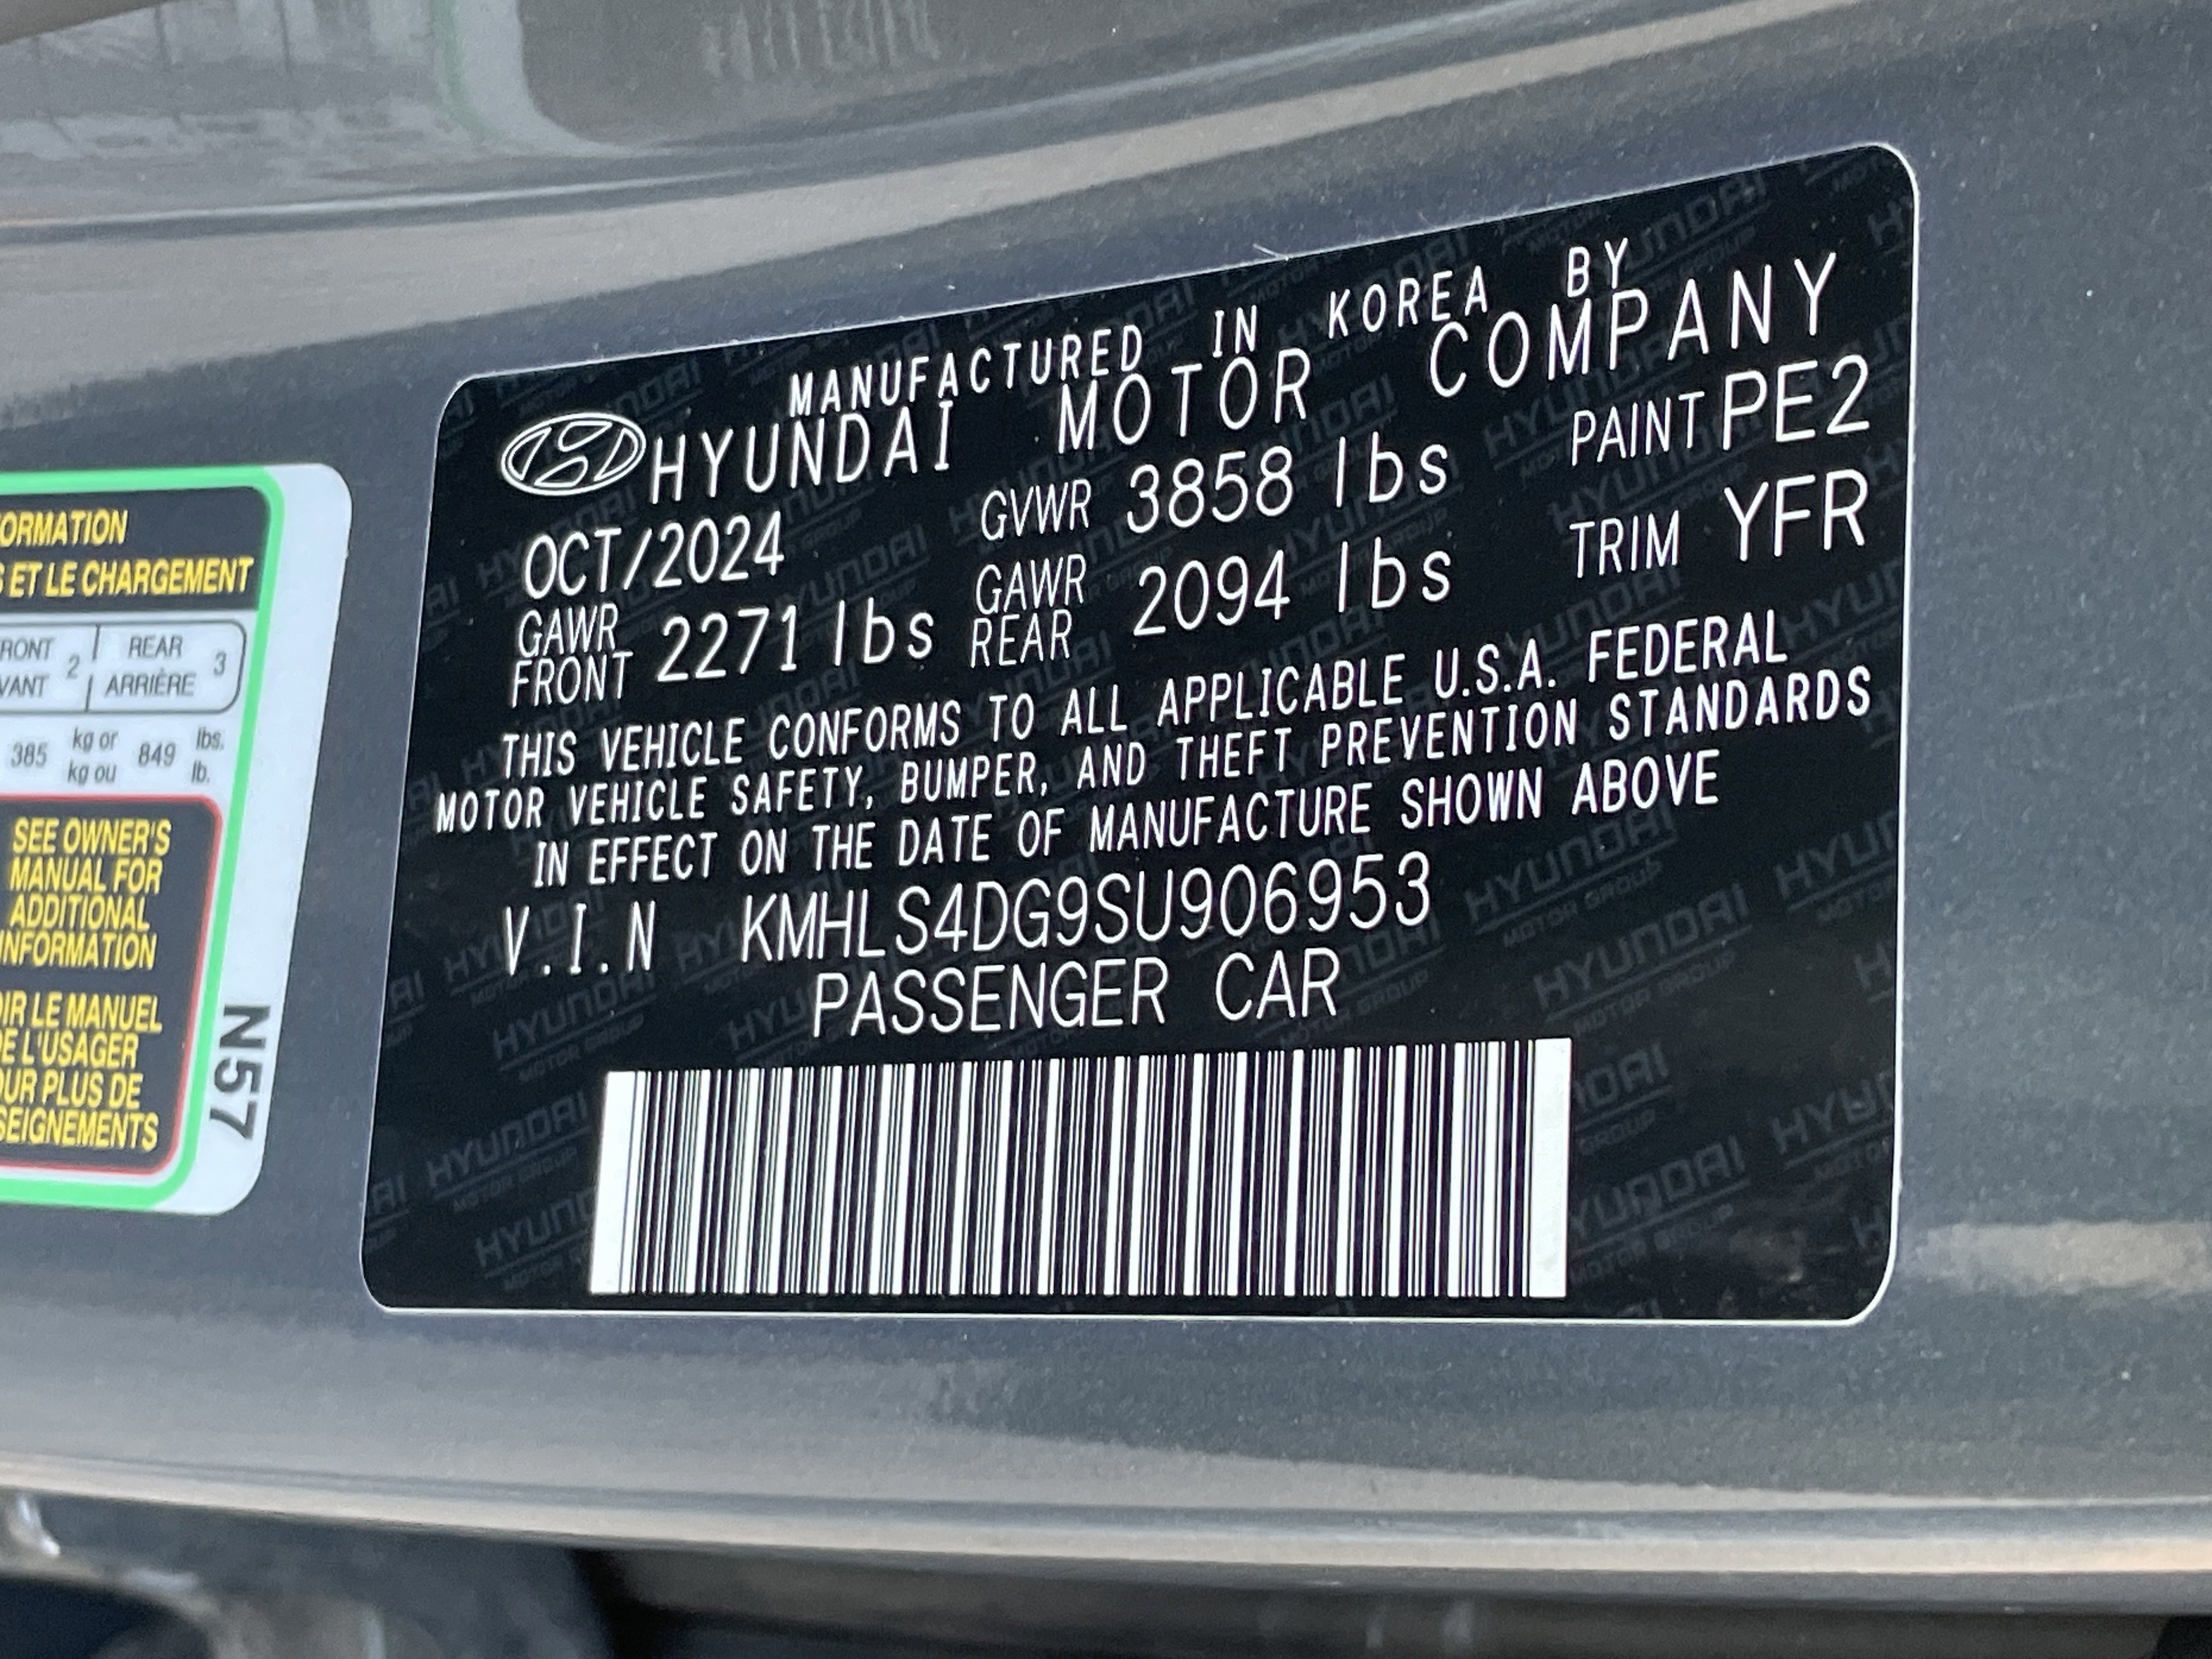 MANUFACTURED IN KOREA BY
HYUNDAI MOTOR COMPANY
OCT/2024 GVWR 3858 lbs PAINT PE2
GAWR FRONT 2271 lbs GAWR REAR 2094 lbs TRIM YFR
THIS VEHICLE CONFORMS TO ALL APPLICABLE U.S.A. FEDERAL
MOTOR VEHICLE SAFETY, BUMPER, AND THEFT PREVENTION STANDARDS
IN EFFECT ON THE DATE OF MANUFACTURE SHOWN ABOVE
V.I.N KMHLS4DG9SU906953
PASSENGER CAR
ORMATION
S ET LE CHARGEMENT
RONT 2 REAR 3
VANT ARRIÈRE
385 kg or 849 lbs.
kg ou lb.
SEE OWNER'S
MANUAL FOR
ADDITIONAL
INFORMATION
OIR LE MANUEL
DE L'USAGER
OUR PLUS DE
SEIGNEMENTS
N57
HYUNDAI
MOTOR GROUP